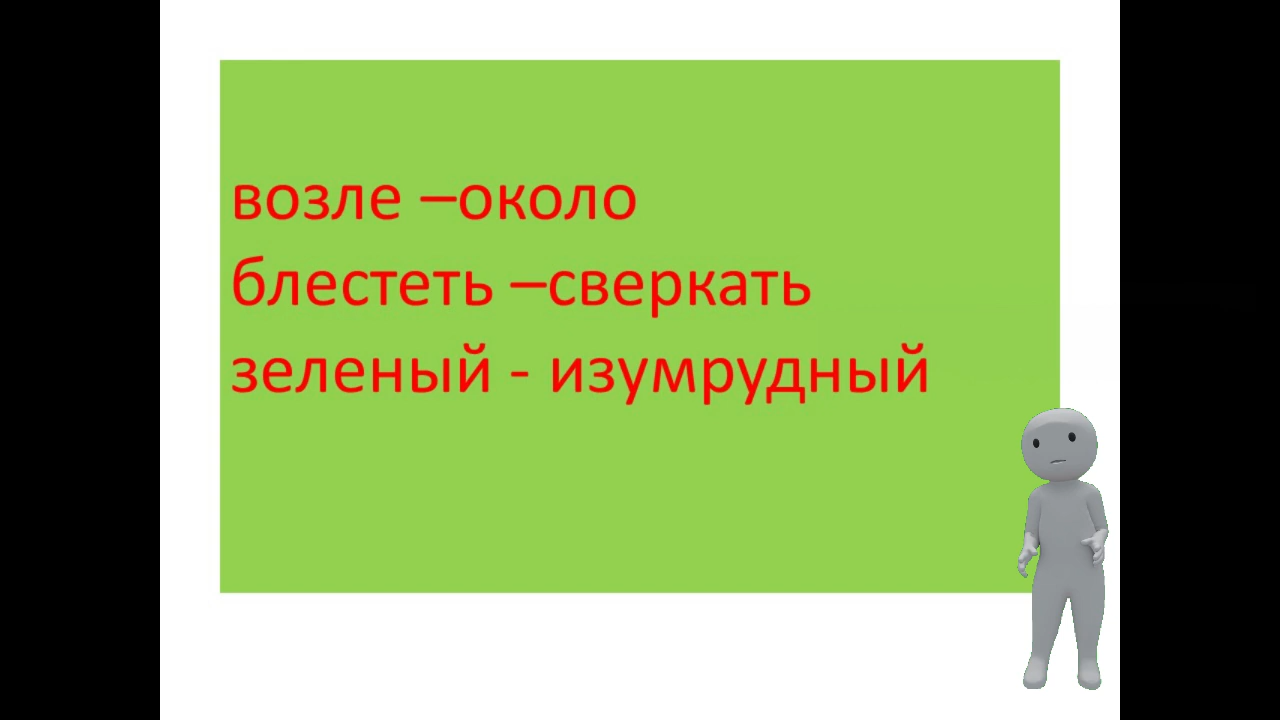 возле –около
блестеть –сверкать
зеленый - изумрудный